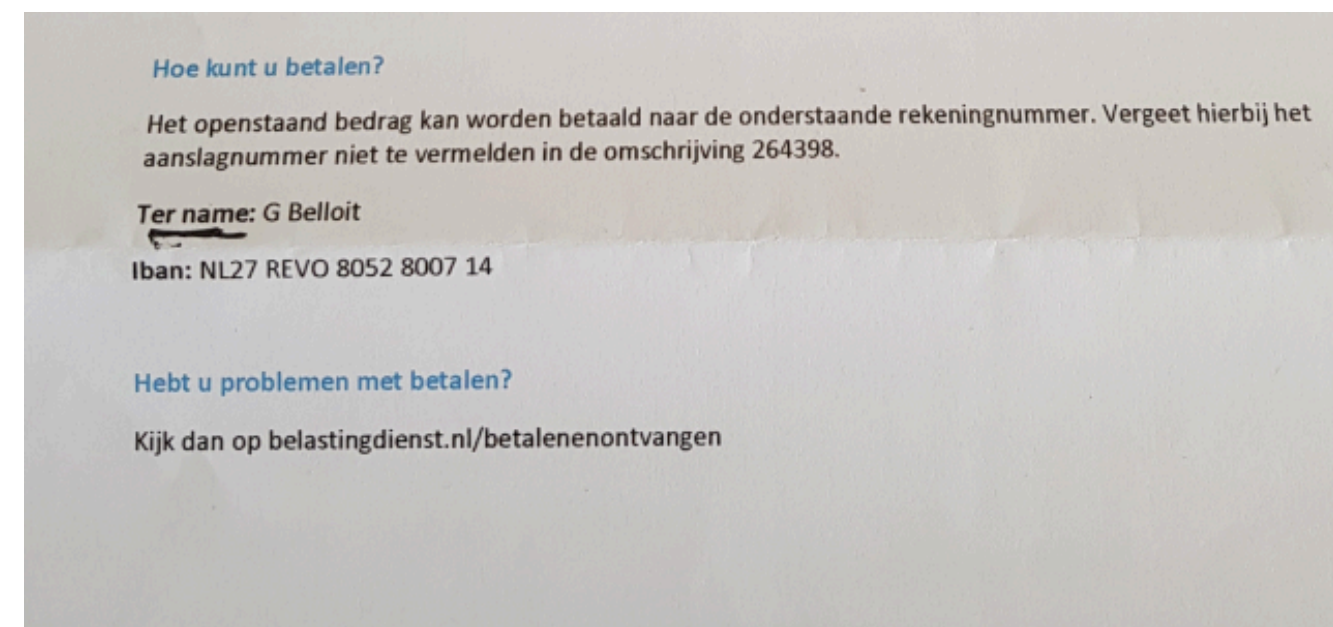 Hoe kunt u betalen?
Het openstaand bedrag kan worden betaald naar de onderstaande rekeningnummer. Vergeet hierbij het
aanslagnummer niet te vermelden in de omschrijving 264398.
Ter name: G Belloit
Iban: NL27 REVO 8052 8007 14
Hebt u problemen met betalen?
Kijk dan op belastingdienst.nl/betalenenontvangen